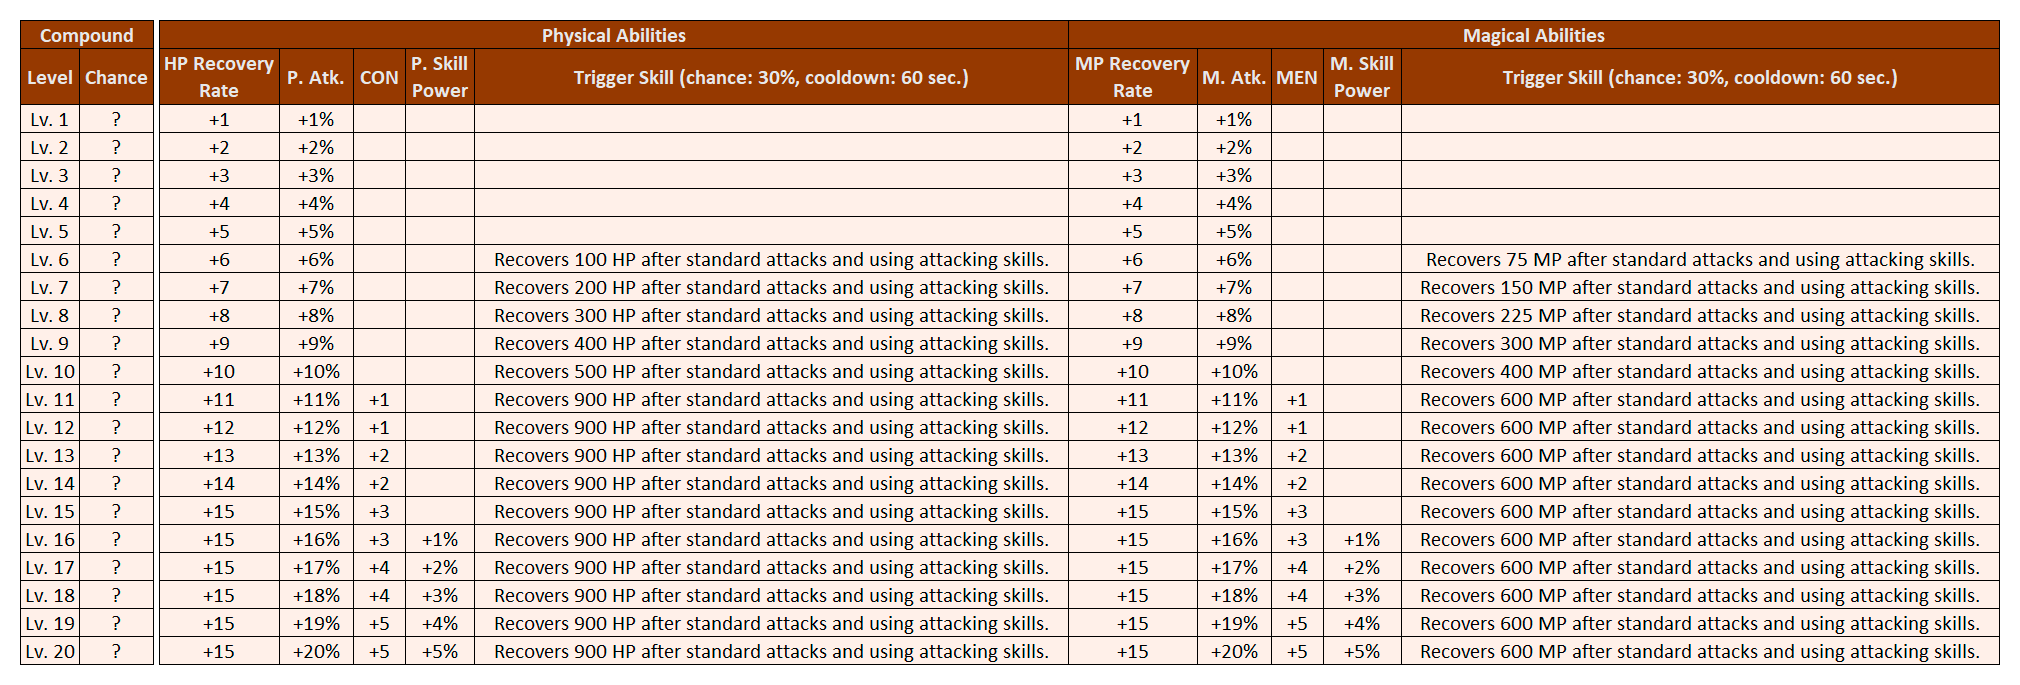 Compound Physical Abilities Magical Abilities
Level Chance HP Recovery Rate P. Atk. CON P. Skill Power Trigger Skill (chance: 30%, cooldown: 60 sec.) MP Recovery Rate M. Atk. MEN M. Skill Power Trigger Skill (chance: 30%, cooldown: 60 sec.)
Lv. 1 ? +1 +1% +1 +1%
Lv. 2 ? +2 +2% +2 +2%
Lv. 3 ? +3 +3% +3 +3%
Lv. 4 ? +4 +4% +4 +4%
Lv. 5 ? +5 +5% +5 +5%
Lv. 6 ? +6 +6% Recovers 100 HP after standard attacks and using attacking skills. +6 +6% Recovers 75 MP after standard attacks and using attacking skills.
Lv. 7 ? +7 +7% Recovers 200 HP after standard attacks and using attacking skills. +7 +7% Recovers 150 MP after standard attacks and using attacking skills.
Lv. 8 ? +8 +8% Recovers 300 HP after standard attacks and using attacking skills. +8 +8% Recovers 225 MP after standard attacks and using attacking skills.
Lv. 9 ? +9 +9% Recovers 400 HP after standard attacks and using attacking skills. +9 +9% Recovers 300 MP after standard attacks and using attacking skills.
Lv. 10 ? +10 +10% Recovers 500 HP after standard attacks and using attacking skills. +10 +10% Recovers 400 MP after standard attacks and using attacking skills.
Lv. 11 ? +11 +11% +1 Recovers 900 HP after standard attacks and using attacking skills. +11 +11% +1 Recovers 600 MP after standard attacks and using attacking skills.
Lv. 12 ? +12 +12% +1 Recovers 900 HP after standard attacks and using attacking skills. +12 +12% +1 Recovers 600 MP after standard attacks and using attacking skills.
Lv. 13 ? +13 +13% +2 Recovers 900 HP after standard attacks and using attacking skills. +13 +13% +2 Recovers 600 MP after standard attacks and using attacking skills.
Lv. 14 ? +14 +14% +2 Recovers 900 HP after standard attacks and using attacking skills. +14 +14% +2 Recovers 600 MP after standard attacks and using attacking skills.
Lv. 15 ? +15 +15% +3 Recovers 900 HP after standard attacks and using attacking skills. +15 +15% +3 Recovers 600 MP after standard attacks and using attacking skills.
Lv. 16 ? +15 +16% +3 +1% Recovers 900 HP after standard attacks and using attacking skills. +15 +16% +3 +1% Recovers 600 MP after standard attacks and using attacking skills.
Lv. 17 ? +15 +17% +4 +2% Recovers 900 HP after standard attacks and using attacking skills. +15 +17% +4 +2% Recovers 600 MP after standard attacks and using attacking skills.
Lv. 18 ? +15 +18% +4 +3% Recovers 900 HP after standard attacks and using attacking skills. +15 +18% +4 +3% Recovers 600 MP after standard attacks and using attacking skills.
Lv. 19 ? +15 +19% +5 +4% Recovers 900 HP after standard attacks and using attacking skills. +15 +19% +5 +4% Recovers 600 MP after standard attacks and using attacking skills.
Lv. 20 ? +15 +20% +5 +5% Recovers 900 HP after standard attacks and using attacking skills. +15 +20% +5 +5% Recovers 600 MP after standard attacks and using attacking skills.